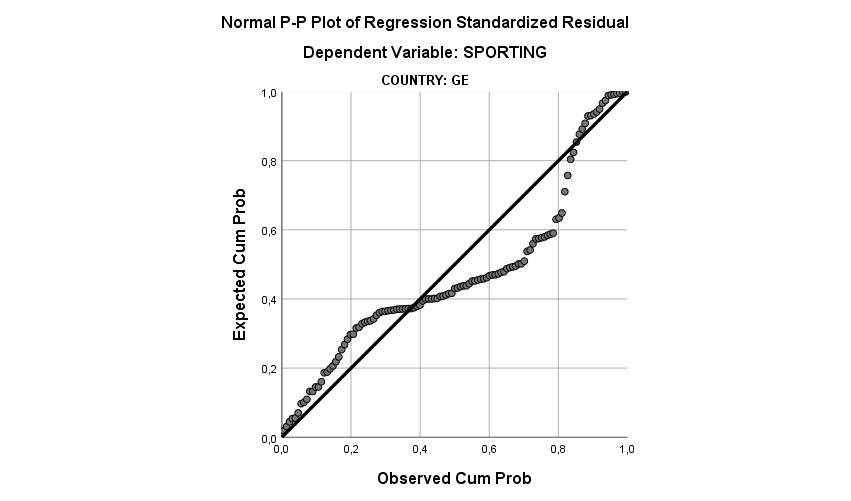 Normal P-P Plot of Regression Standardized Residual
Dependent Variable: SPORTING
COUNTRY: GE
1,0
0,8
0,6
0,4
0,2
0,0
Expected Cum Prob
0,0 0,2 0,4 0,6 0,8 1,0
Observed Cum Prob